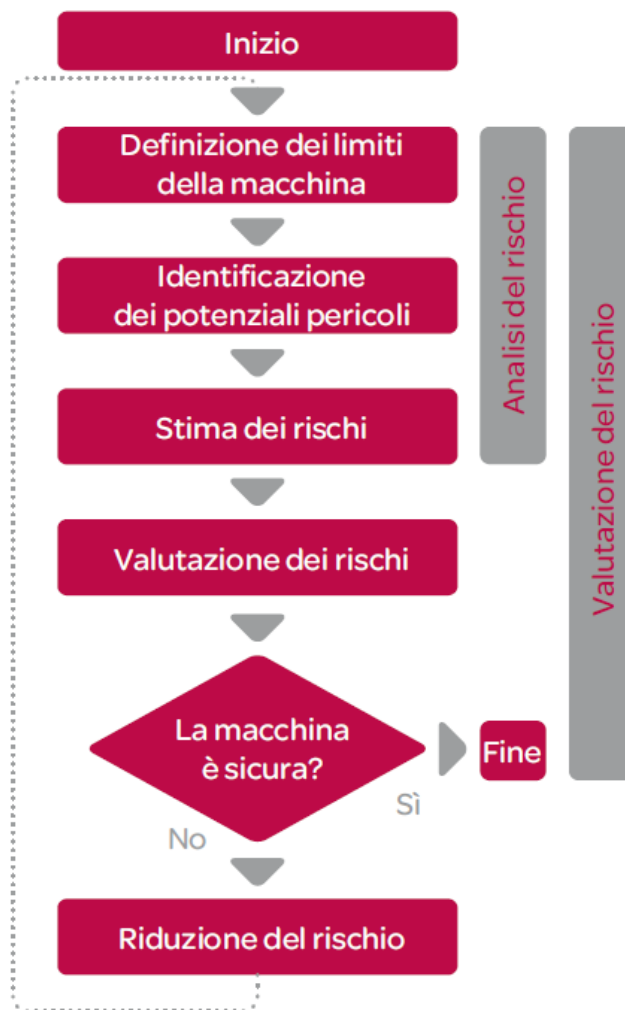 Inizio
Definizione dei limiti
della macchina
Identificazione
dei potenziali pericoli
Stima dei rischi
Analisi del rischio
Valutazione dei rischi
Valutazione del rischio
La macchina
è sicura?
Fine
Sì
No
Riduzione del rischio